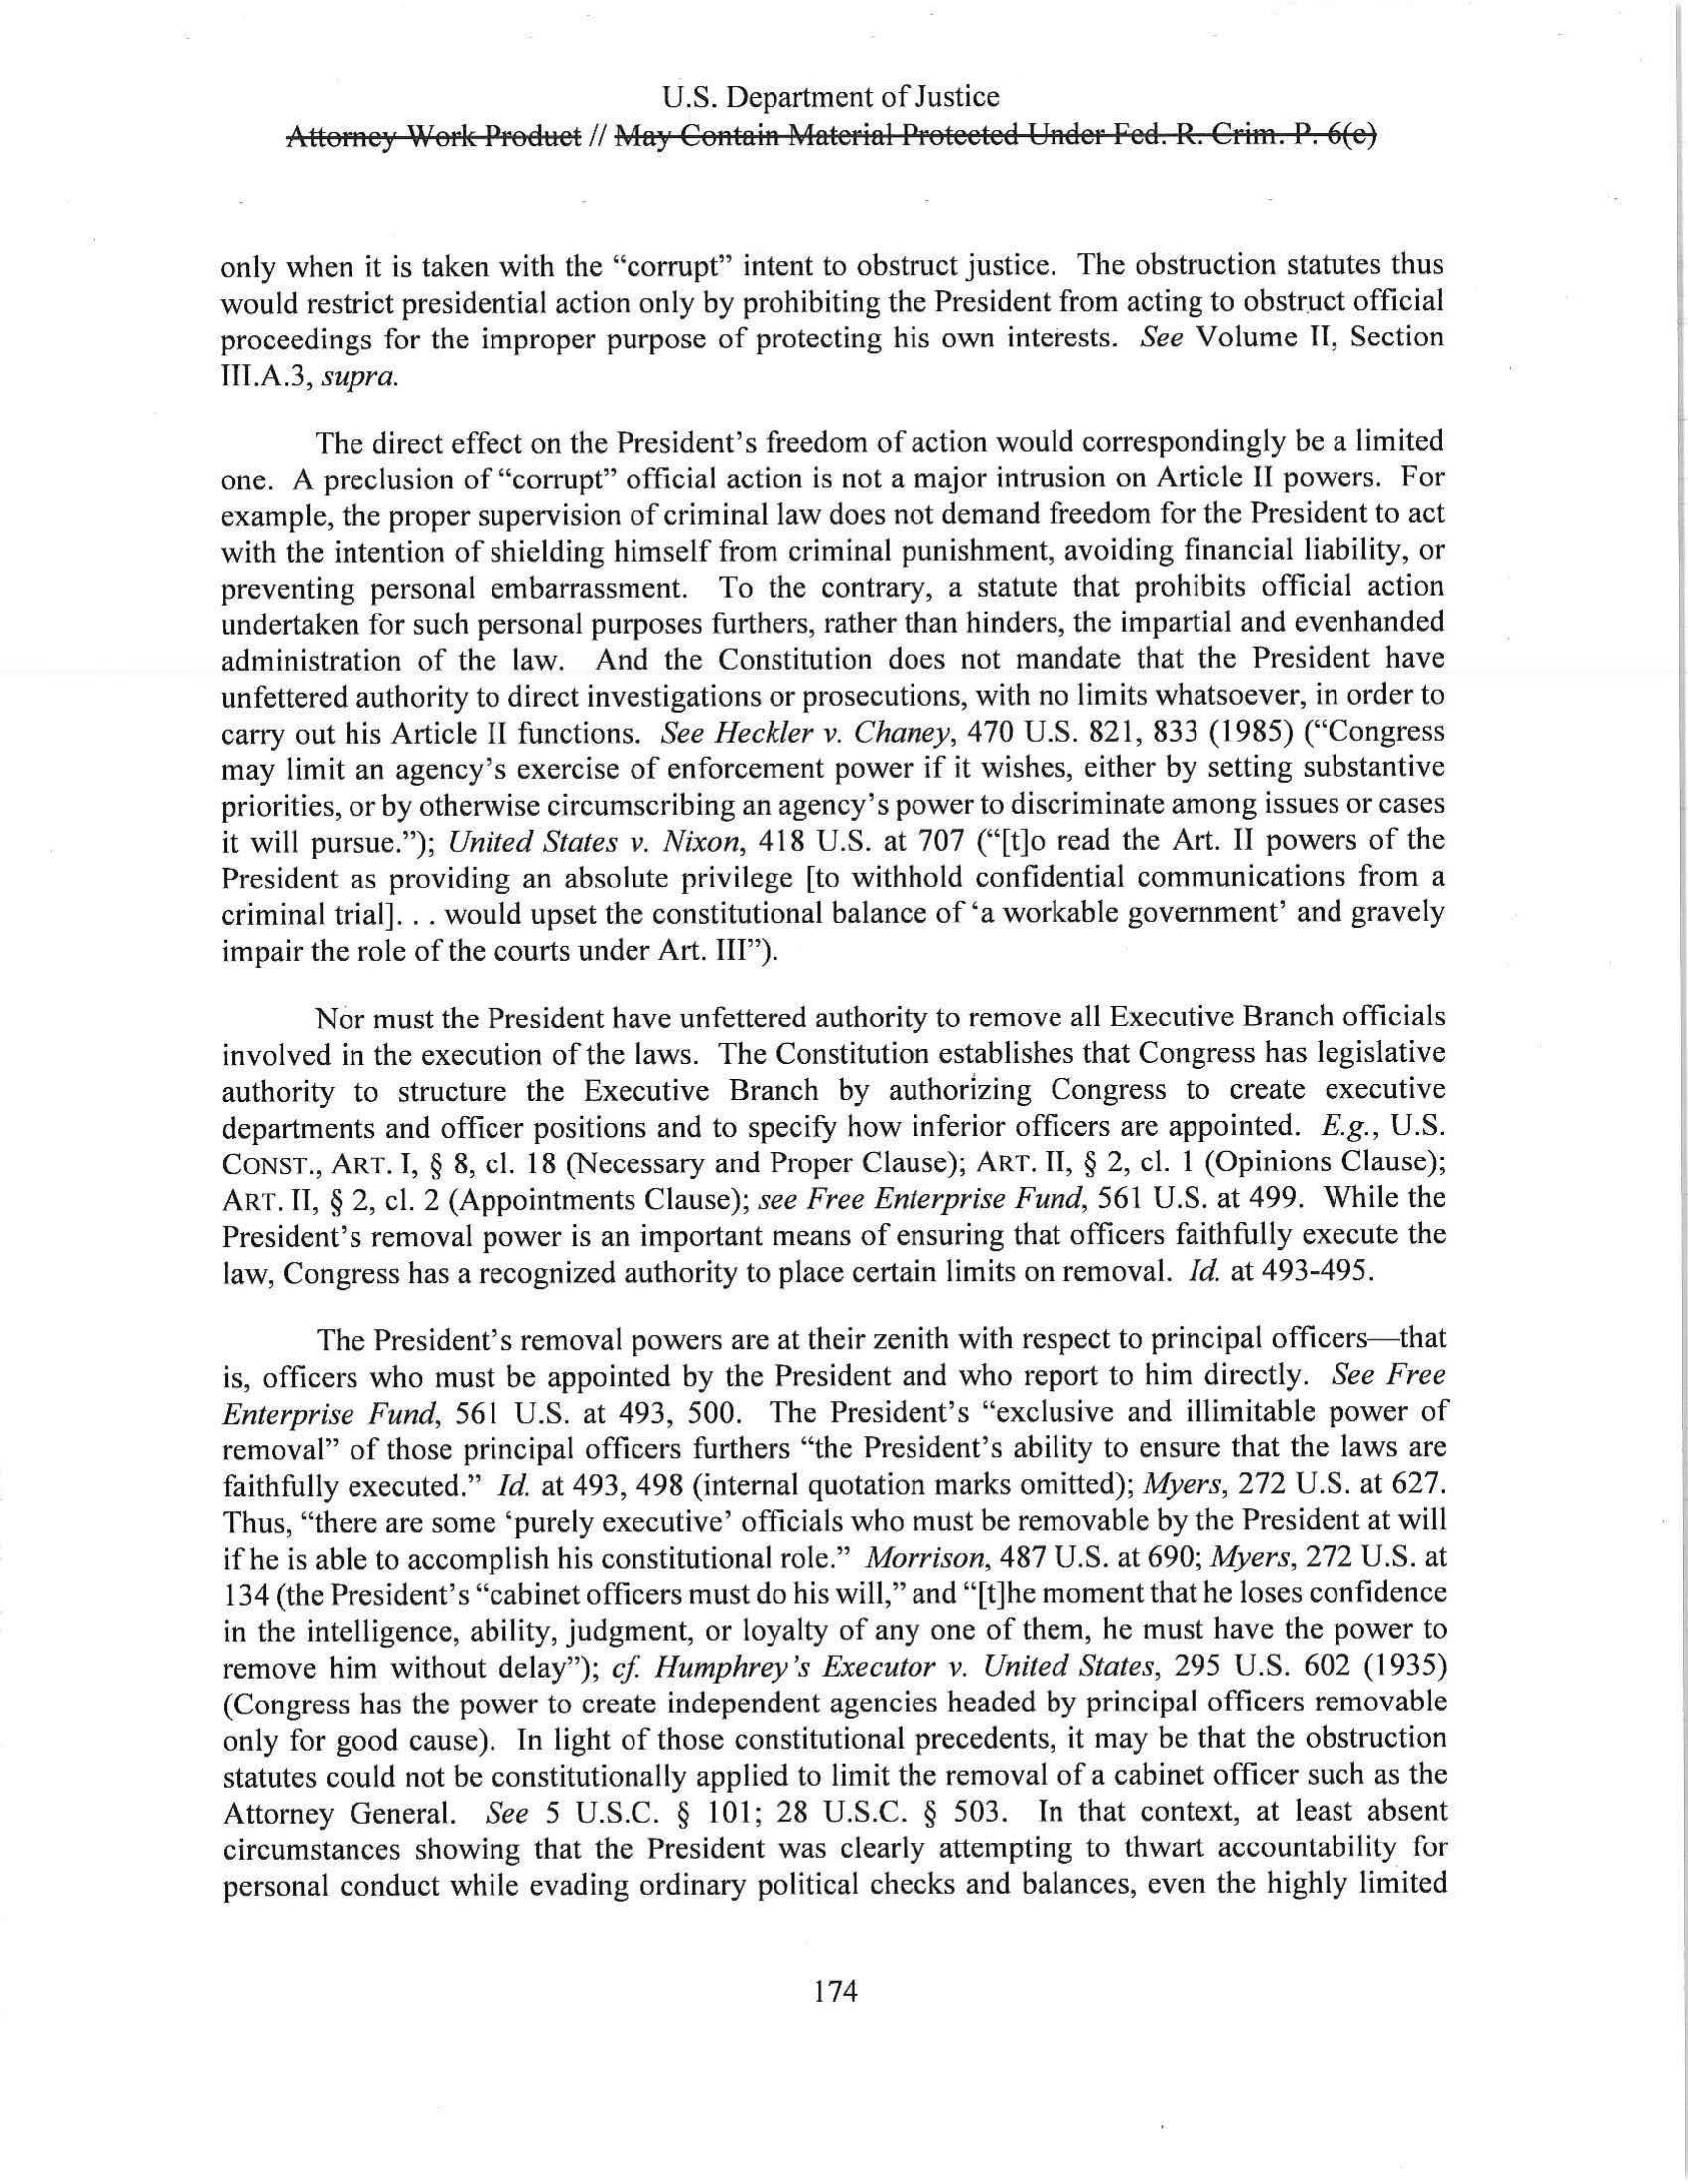 U.S. Department of Justice
Attorney Work Product // May Contain Material Protected Under Fed. R. Crim. P. 6(e)
only when it is taken with the “corrupt” intent to obstruct justice. The obstruction statutes thus
would restrict presidential action only by prohibiting the President from acting to obstruct official
proceedings for the improper purpose of protecting his own interests. See Volume II, Section
III.A.3, supra.
The direct effect on the President’s freedom of action would correspondingly be a limited
one. A preclusion of “corrupt” official action is not a major intrusion on Article II powers. For
example, the proper supervision of criminal law does not demand freedom for the President to act
with the intention of shielding himself from criminal punishment, avoiding financial liability, or
preventing personal embarrassment. To the contrary, a statute that prohibits official action
undertaken for such personal purposes furthers, rather than hinders, the impartial and evenhanded
administration of the law. And the Constitution does not mandate that the President have
unfettered authority to direct investigations or prosecutions, with no limits whatsoever, in order to
carry out his Article II functions. See Heckler v. Chaney, 470 U.S. 821, 833 (1985) (“Congress
may limit an agency’s exercise of enforcement power if it wishes, either by setting substantive
priorities, or by otherwise circumscribing an agency’s power to discriminate among issues or cases
it will pursue.”); United States v. Nixon, 418 U.S. at 707 (“[t]o read the Art. II powers of the
President as providing an absolute privilege [to withhold confidential communications from a
criminal trial]. . . would upset the constitutional balance of ‘a workable government’ and gravely
impair the role of the courts under Art. III”).
Nor must the President have unfettered authority to remove all Executive Branch officials
involved in the execution of the laws. The Constitution establishes that Congress has legislative
authority to structure the Executive Branch by authorizing Congress to create executive
departments and officer positions and to specify how inferior officers are appointed. E.g., U.S.
CONST., ART. I, § 8, cl. 18 (Necessary and Proper Clause); ART. II, § 2, cl. 1 (Opinions Clause);
ART. II, § 2, cl. 2 (Appointments Clause); see Free Enterprise Fund, 561 U.S. at 499. While the
President’s removal power is an important means of ensuring that officers faithfully execute the
law, Congress has a recognized authority to place certain limits on removal. Id. at 493-495.
The President’s removal powers are at their zenith with respect to principal officers—that
is, officers who must be appointed by the President and who report to him directly. See Free
Enterprise Fund, 561 U.S. at 493, 500. The President’s “exclusive and illimitable power of
removal” of those principal officers furthers “the President’s ability to ensure that the laws are
faithfully executed.” Id. at 493, 498 (internal quotation marks omitted); Myers, 272 U.S. at 627.
Thus, “there are some ‘purely executive’ officials who must be removable by the President at will
if he is able to accomplish his constitutional role.” Morrison, 487 U.S. at 690; Myers, 272 U.S. at
134 (the President’s “cabinet officers must do his will,” and “[t]he moment that he loses confidence
in the intelligence, ability, judgment, or loyalty of any one of them, he must have the power to
remove him without delay”); cf. Humphrey’s Executor v. United States, 295 U.S. 602 (1935)
(Congress has the power to create independent agencies headed by principal officers removable
only for good cause). In light of those constitutional precedents, it may be that the obstruction
statutes could not be constitutionally applied to limit the removal of a cabinet officer such as the
Attorney General. See 5 U.S.C. § 101; 28 U.S.C. § 503. In that context, at least absent
circumstances showing that the President was clearly attempting to thwart accountability for
personal conduct while evading ordinary political checks and balances, even the highly limited
174